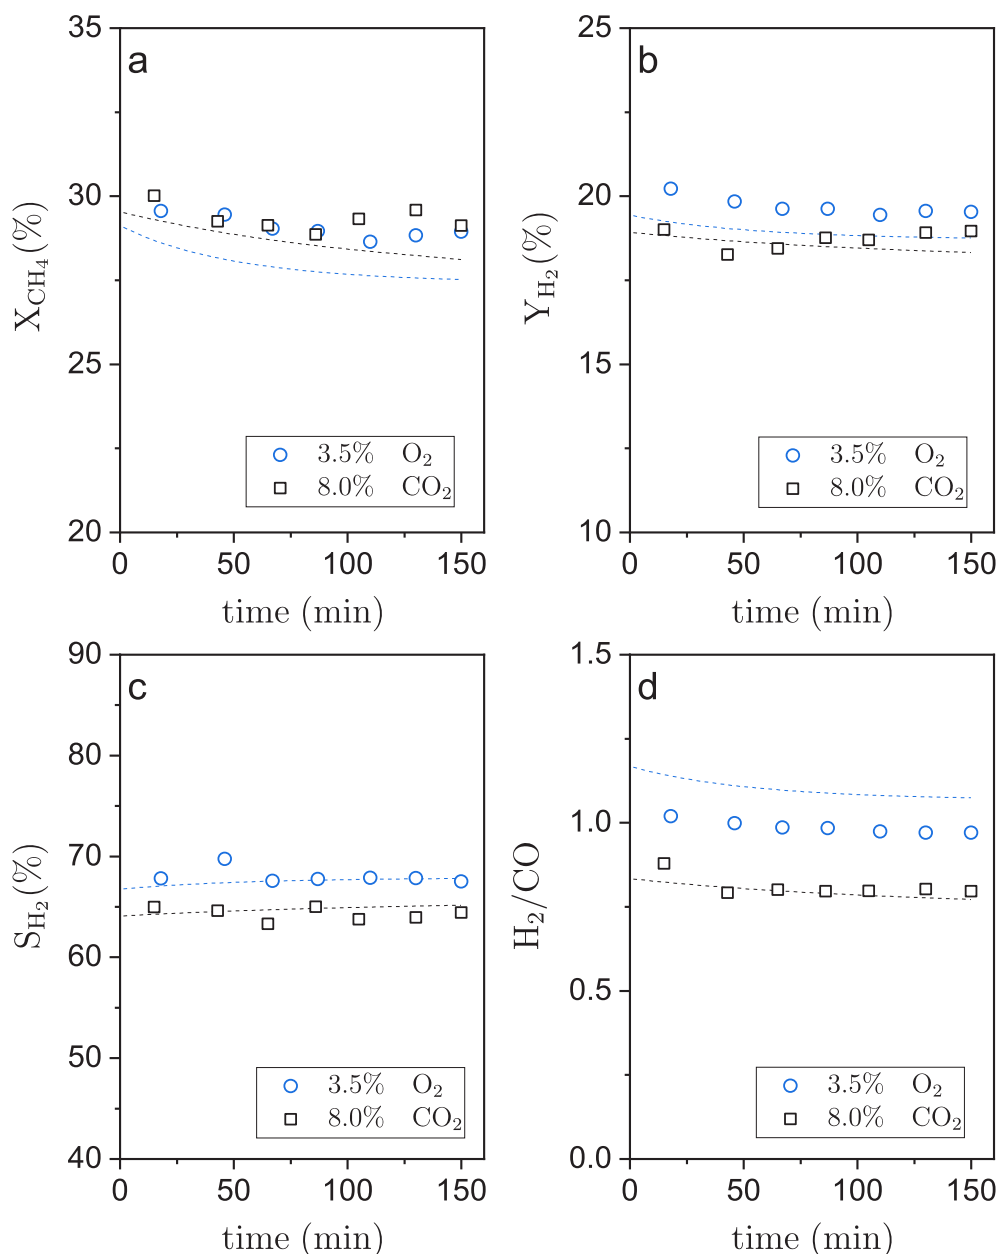 a
35
30
25
20
X_CH4 (%)
0 50 100 150
time (min)
3.5% O2
8.0% CO2
b
25
20
15
10
Y_H2 (%)
0 50 100 150
time (min)
3.5% O2
8.0% CO2
c
90
80
70
60
50
40
S_H2 (%)
0 50 100 150
time (min)
3.5% O2
8.0% CO2
d
1.5
1.0
0.5
0.0
H2/CO
0 50 100 150
time (min)
3.5% O2
8.0% CO2